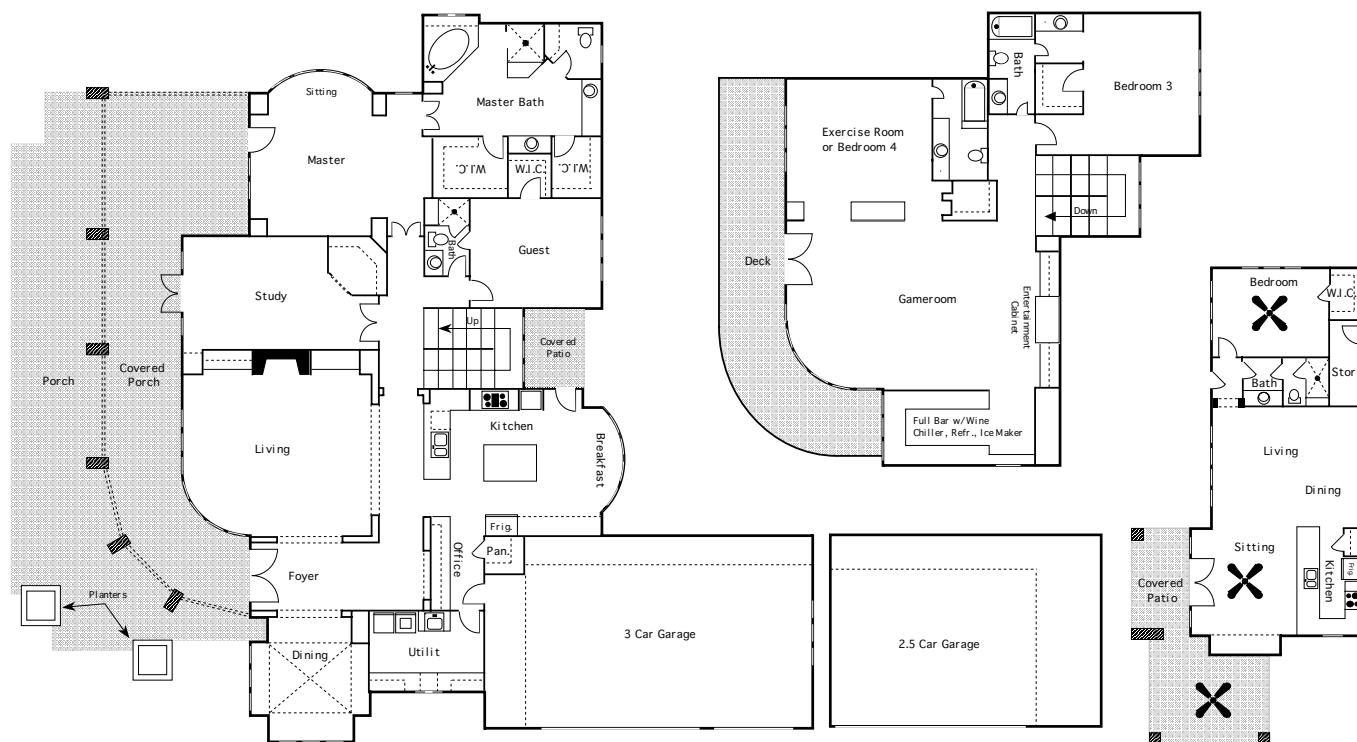 Sitting
Master
Master Bath
W.I.C.
W.I.C.
W.I.C.
Bath
Guest
Study
Up
Covered
Patio
Porch
Covered
Porch
Living
Kitchen
Breakfast
Frig.
Pan.
Office
Foyer
Planters
Dining
Utilit
3 Car Garage
Bath
Bedroom 3
Exercise Room
or Bedroom 4
Down
Deck
Gameroom
Entertainment
Cabinet
Full Bar w/Wine
Chiller, Refr., Ice Maker
2.5 Car Garage
Bedroom
W.I.C.
Stor
Bath
Living
Dining
Sitting
Kitchen
Frig.
Covered
Patio